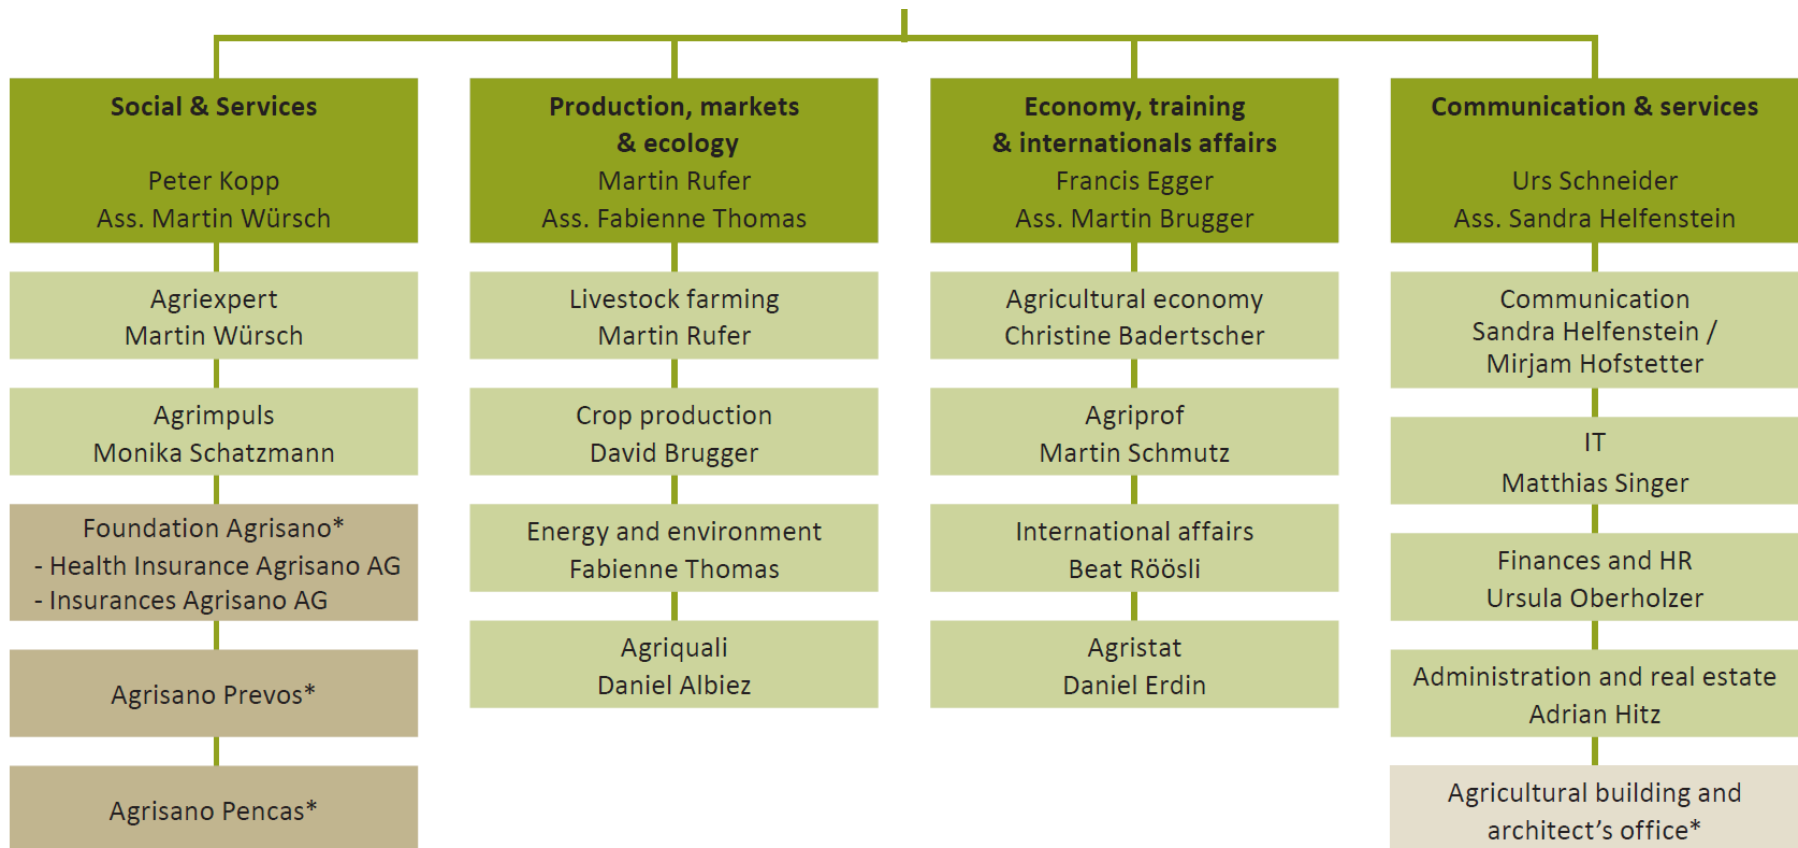 Social & Services
Peter Kopp
Ass. Martin Würsch
Agriexpert
Martin Würsch
Agrimpuls
Monika Schatzmann
Foundation Agrisano*
- Health Insurance Agrisano AG
- Insurances Agrisano AG
Agrisano Prevos*
Agrisano Pencas*
Production, markets
& ecology
Martin Rufer
Ass. Fabienne Thomas
Livestock farming
Martin Rufer
Crop production
David Brugger
Energy and environment
Fabienne Thomas
Agriquali
Daniel Albiez
Economy, training
& internationals affairs
Francis Egger
Ass. Martin Brugger
Agricultural economy
Christine Badertscher
Agriprof
Martin Schmutz
International affairs
Beat Röösli
Agristat
Daniel Erdin
Communication & services
Urs Schneider
Ass. Sandra Helfenstein
Communication
Sandra Helfenstein /
Mirjam Hofstetter
IT
Matthias Singer
Finances and HR
Ursula Oberholzer
Administration and real estate
Adrian Hitz
Agricultural building and
architect’s office*